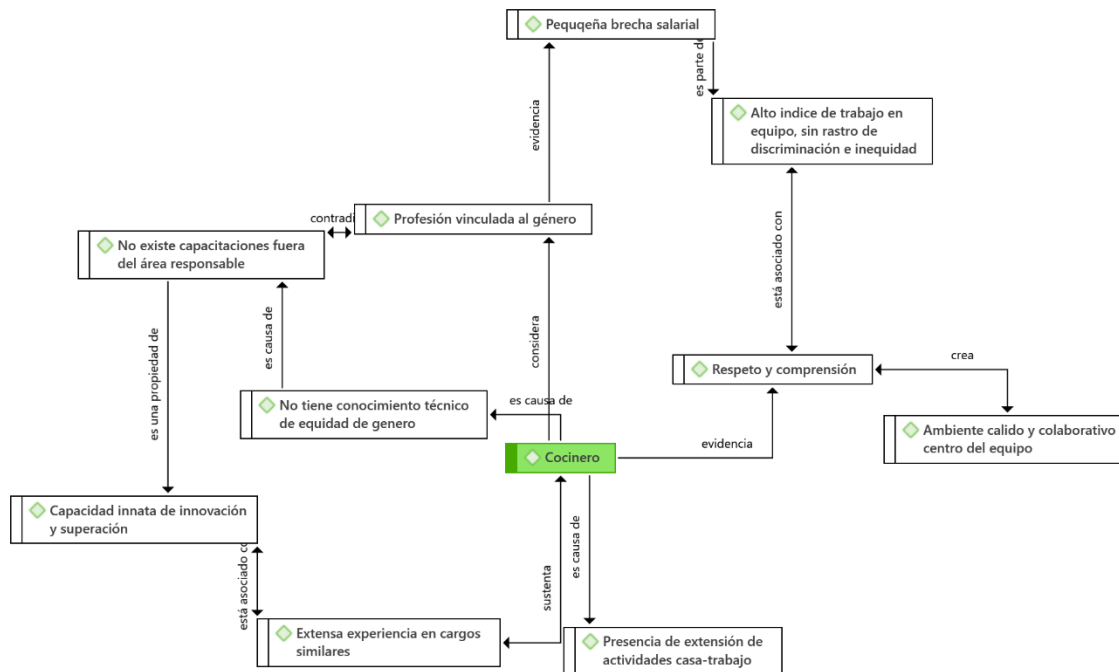 Pequqeña brecha salarial
es parte de
Alto indice de trabajo en
equipo, sin rastro de
discriminación e inequidad
evidencia
Profesión vinculada al género
contradi
No existe capacitaciones fuera
del área responsable
está asociado con
es una propiedad de
es causa de
considera
Respeto y comprensión
crea
No tiene conocimiento técnico
de equidad de genero
es causa de
Ambiente calido y colaborativo
centro del equipo
evidencia
Cocinero
Capacidad innata de innovación
y superación
es causa de
está asociado co
sustenta
Extensa experiencia en cargos
similares
Presencia de extensión de
actividades casa-trabajo